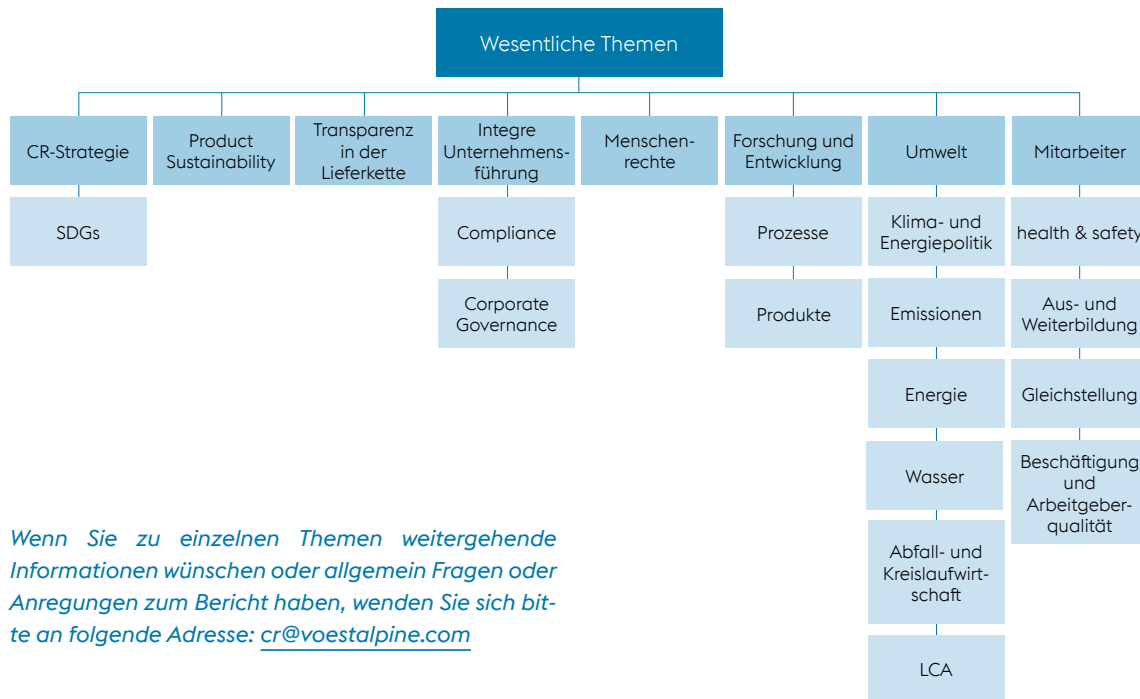 Wesentliche Themen
CR-Strategie
Product
Sustainability
Transparenz
in der
Lieferkette
Integre
Unternehmens-
führung
Menschen-
rechte
Forschung und
Entwicklung
Umwelt
Mitarbeiter
SDGs
Compliance
Prozesse
Klima- und
Energiepolitik
health & safety
Corporate
Governance
Produkte
Emissionen
Aus- und
Weiterbildung
Energie
Gleichstellung
Wasser
Beschäftigung
und
Arbeitgeber-
qualität
Abfall- und
Kreislaufwirt-
schaft
LCA
Wenn Sie zu einzelnen Themen weitergehende
Informationen wünschen oder allgemein Fragen oder
Anregungen zum Bericht haben, wenden Sie sich bit-
te an folgende Adresse: cr@voestalpine.com